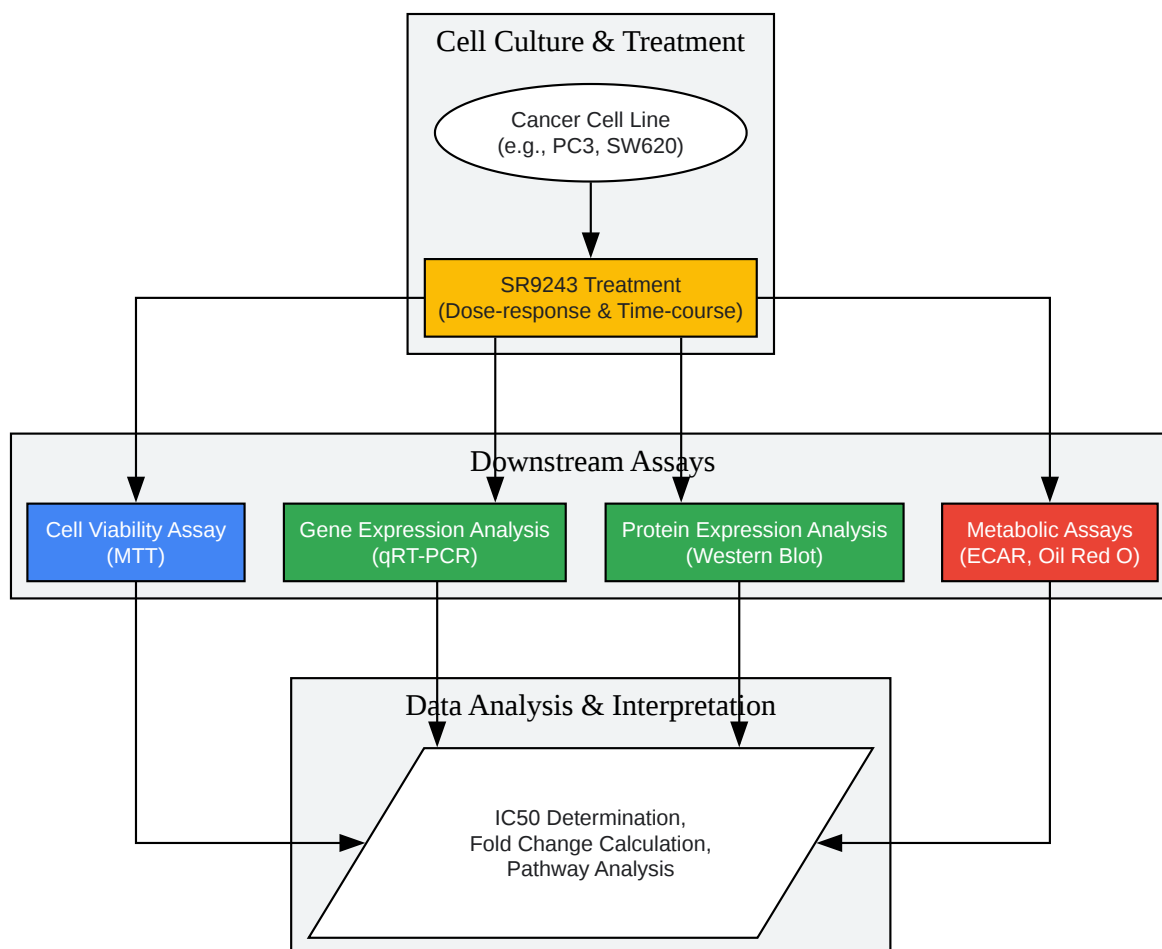 Cell Culture & Treatment
Cancer Cell Line
(e.g., PC3, SW620)
SR9243 Treatment
(Dose-response & Time-course)
Downstream Assays
Cell Viability Assay
(MTT)
Gene Expression Analysis
(qRT-PCR)
Protein Expression Analysis
(Western Blot)
Metabolic Assays
(ECAR, Oil Red O)
Data Analysis & Interpretation
IC50 Determination,
Fold Change Calculation,
Pathway Analysis